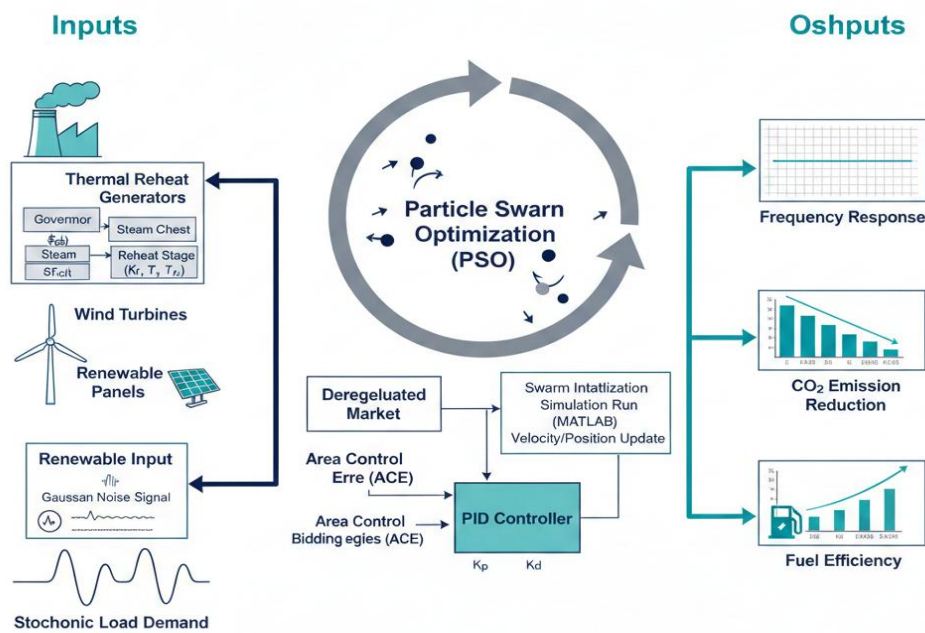 Inputs
Oshputs
Thermal Reheat
Generators
Governor
Steam Chest
Steam
Reheat Stage
Wind Turbines
Renewable
Panels
Renewable Input
Gaussan Noise Signal
Stochonic Load Demand
Particle Swarn
Optimization
(PSO)
Deregeluated
Market
Swarm Intatlization
Simulation Run
(MATLAB)
Velocity/Position Update
Area Control
Erre (ACE)
Area Control
Bidding egies (ACE)
PID Controller
Kp
Kd
Frequency Response
CO₂ Emission
Reduction
Fuel Efficiency